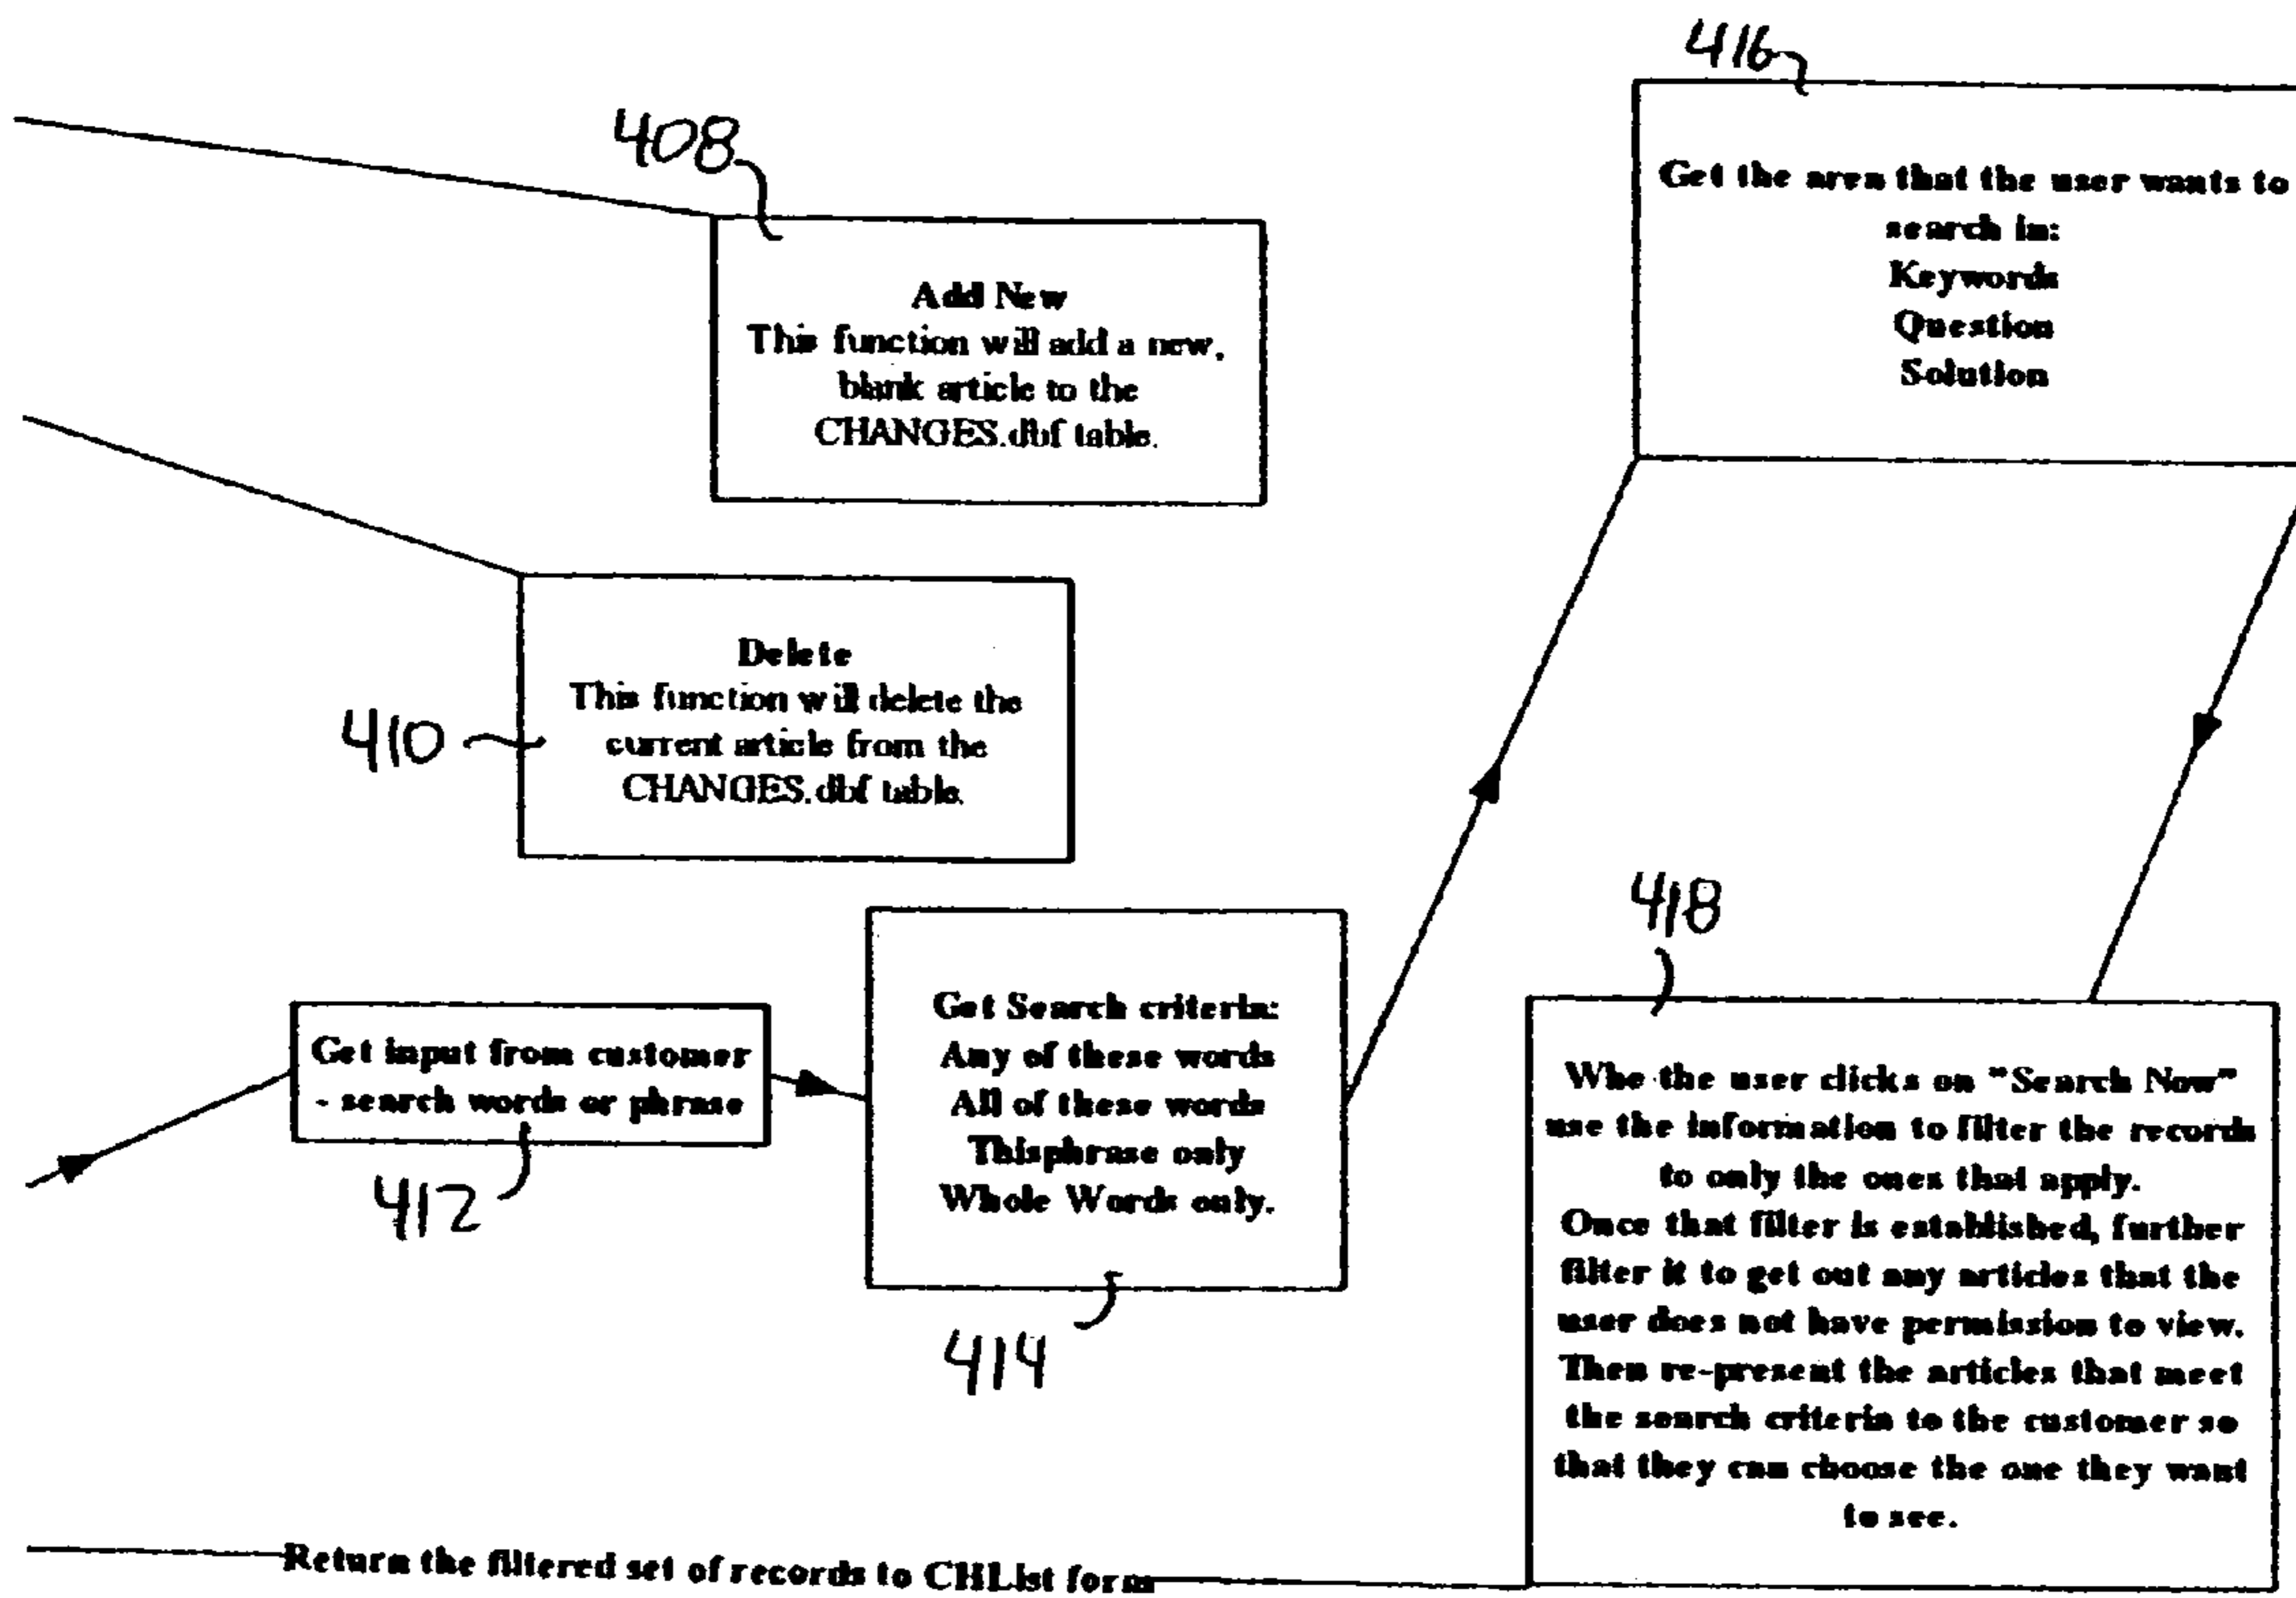 416
Get the area that the user wants to
search in:
Keywords
Question
Solution
408
Add New
This function will add a new,
blank article to the
CHANGES.dbf table.
Delete
This function will delete the
current article from the
CHANGES.dbf table.
410
Get input from customer
- search words or phrase
412
Get Search criteria:
Any of these words
All of these words
Thisphrase only
Whole Words only.
414
418
Whe the user clicks on "Search Now"
use the information to filter the records
to only the ones that apply.
Once that filter is established, further
filter it to get out any articles that the
user does not have permission to view.
Then re-present the articles that meet
the search criteria to the customer so
that they can choose the one they want
to see.
Return the filtered set of records to CHList form